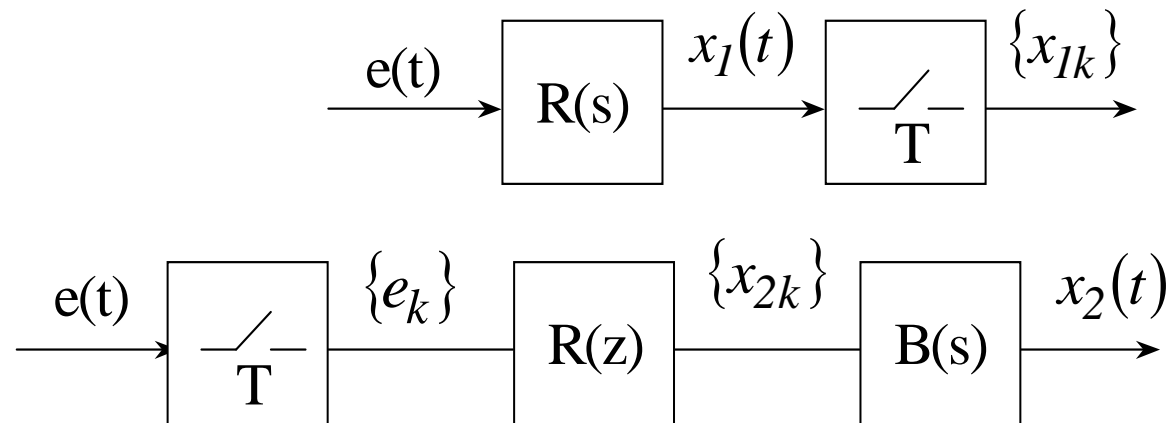 e(t) R(s) x₁(t) T {x₁ₖ}
e(t) T {eₖ} R(z) {x₂ₖ} B(s) x₂(t)